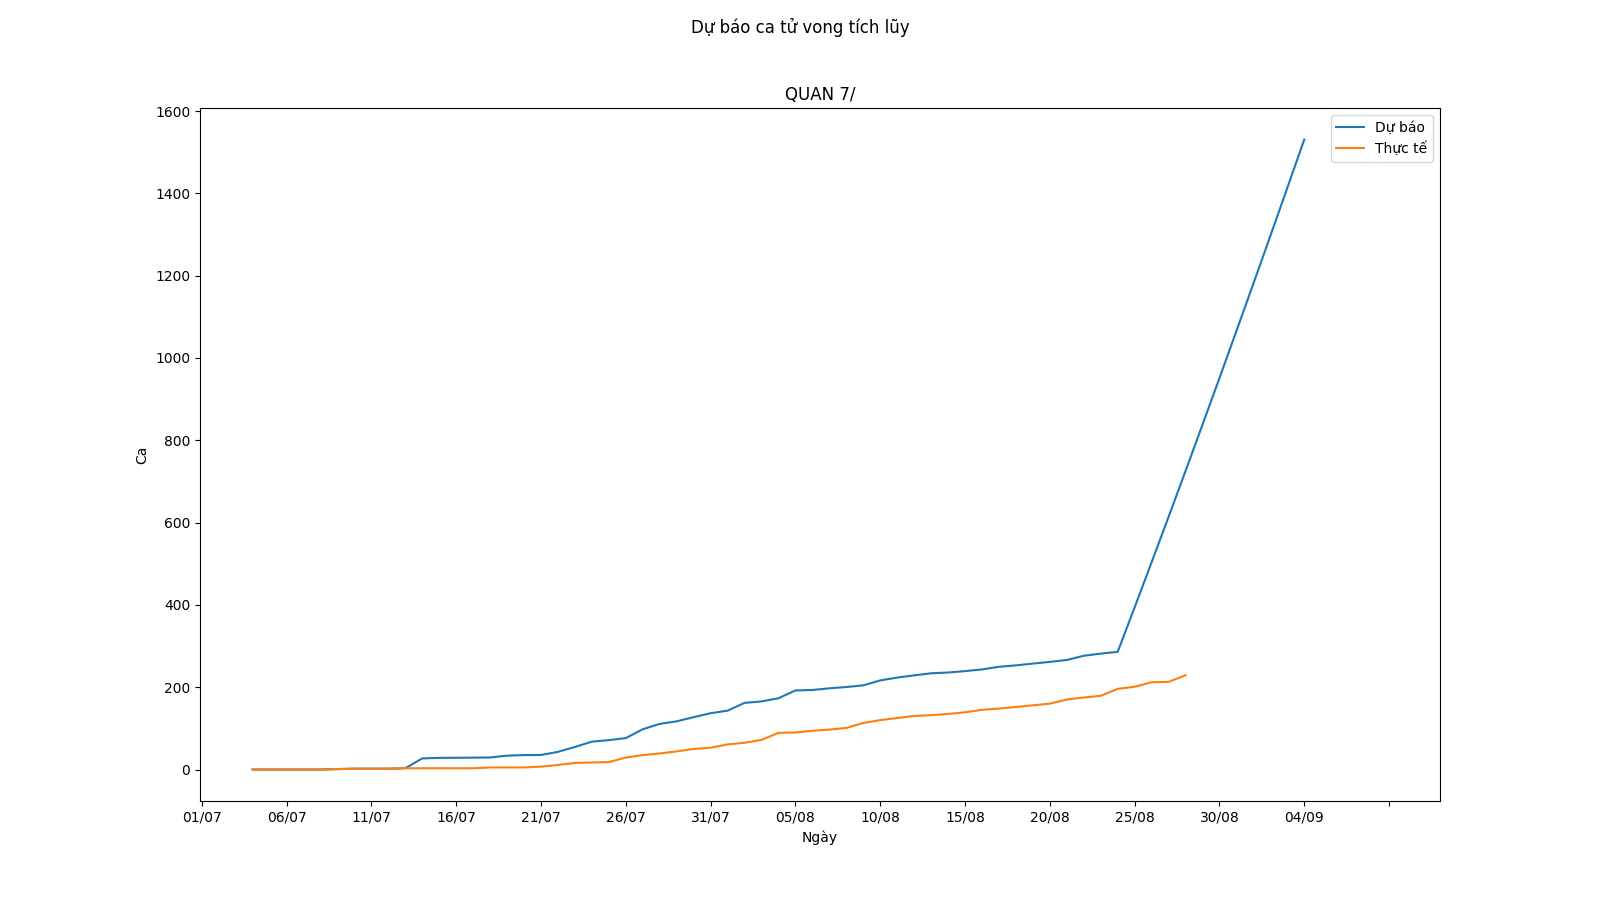 Dự báo ca tử vong tích lũy
QUAN 7/
1600
1400
1200
1000
800
600
400
200
0
Ca
Dự báo
Thực tế
01/07 06/07 11/07 16/07 21/07 26/07 31/07 05/08 10/08 15/08 20/08 25/08 30/08 04/09
Ngày